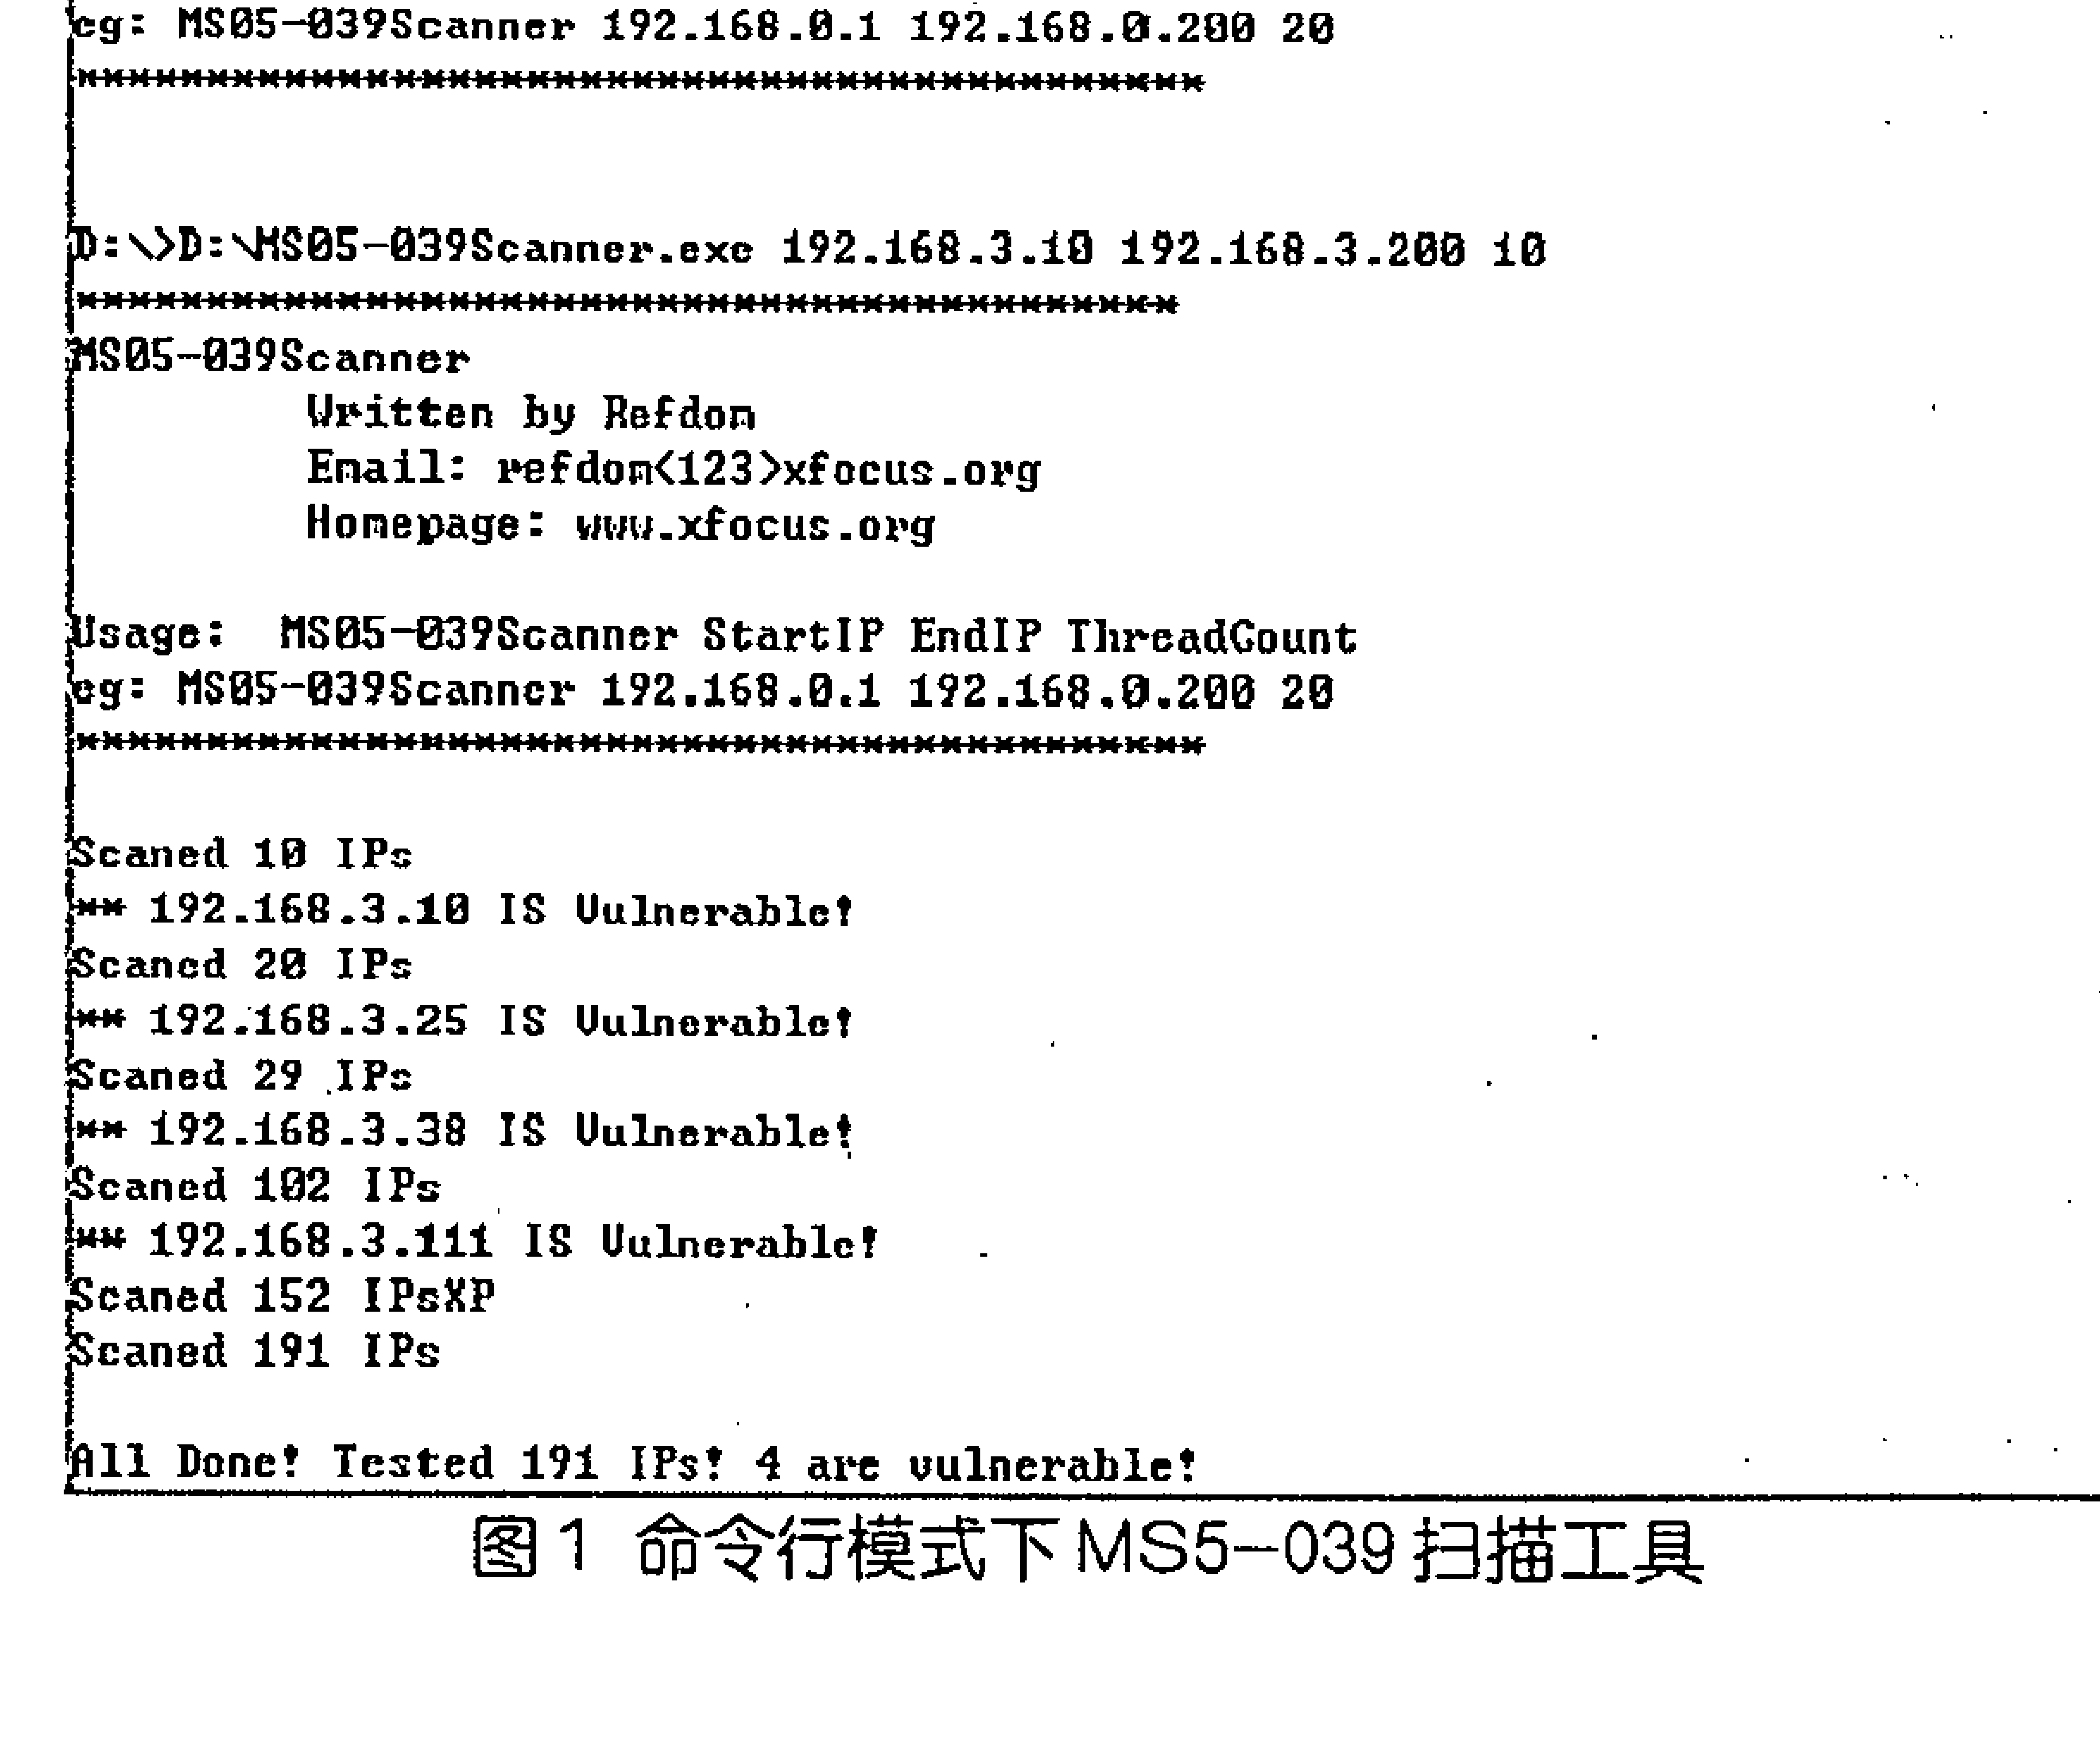 eg: MS05-039Scanner 192.168.0.1 192.168.0.200 20
*******************************************
D:\>D:\MS05-039Scanner.exe 192.168.3.10 192.168.3.200 10
******************************************
MS05-039Scanner
Written by Refdom
Email: refdom<123>xfocus.org
Homepage: www.xfocus.org
Usage: MS05-039Scanner StartIP EndIP ThreadCount
eg: MS05-039Scanner 192.168.0.1 192.168.0.200 20
*******************************************
Scaned 10 IPs
** 192.168.3.10 IS Vulnerable!
Scaned 20 IPs
** 192.168.3.25 IS Vulnerable!
Scaned 29 IPs
** 192.168.3.38 IS Vulnerable!
Scaned 102 IPs
** 192.168.3.111 IS Vulnerable!
Scaned 152 IPsXP
Scaned 191 IPs
All Done! Tested 191 IPs! 4 are vulnerable!
图1 命令行模式下MS5-039扫描工具